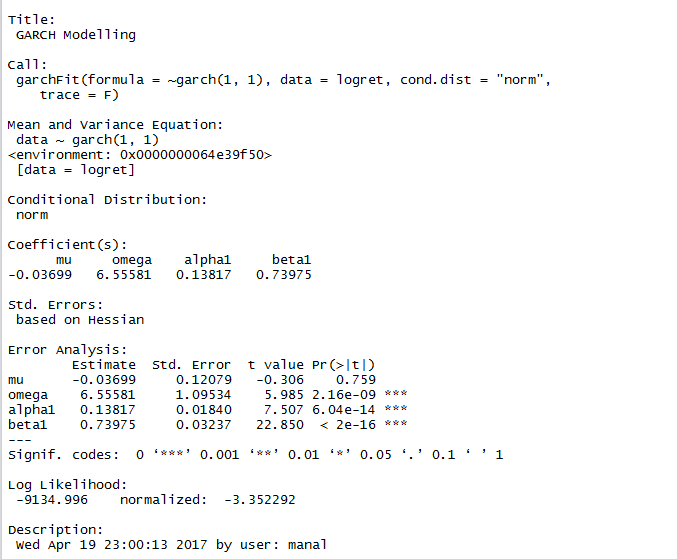 Title:
 GARCH Modelling

Call:
 garchFit(formula = ~garch(1, 1), data = logret, cond.dist = "norm",
    trace = F)

Mean and Variance Equation:
 data ~ garch(1, 1)
<environment: 0x0000000064e39f50>
 [data = logret]

Conditional Distribution:
 norm

Coefficient(s):
      mu     omega    alpha1     beta1
-0.03699   6.55581   0.13817   0.73975

Std. Errors:
 based on Hessian

Error Analysis:
        Estimate  Std. Error  t value Pr(>|t|)
mu      -0.03699     0.12079   -0.306    0.759
omega    6.55581     1.09534    5.985 2.16e-09 ***
alpha1   0.13817     0.01840    7.507 6.04e-14 ***
beta1    0.73975     0.03237   22.850  < 2e-16 ***
---
Signif. codes:  0 ‘***’ 0.001 ‘**’ 0.01 ‘*’ 0.05 ‘.’ 0.1 ‘ ’ 1

Log Likelihood:
 -9134.996    normalized:  -3.352292

Description:
 Wed Apr 19 23:00:13 2017 by user: manal